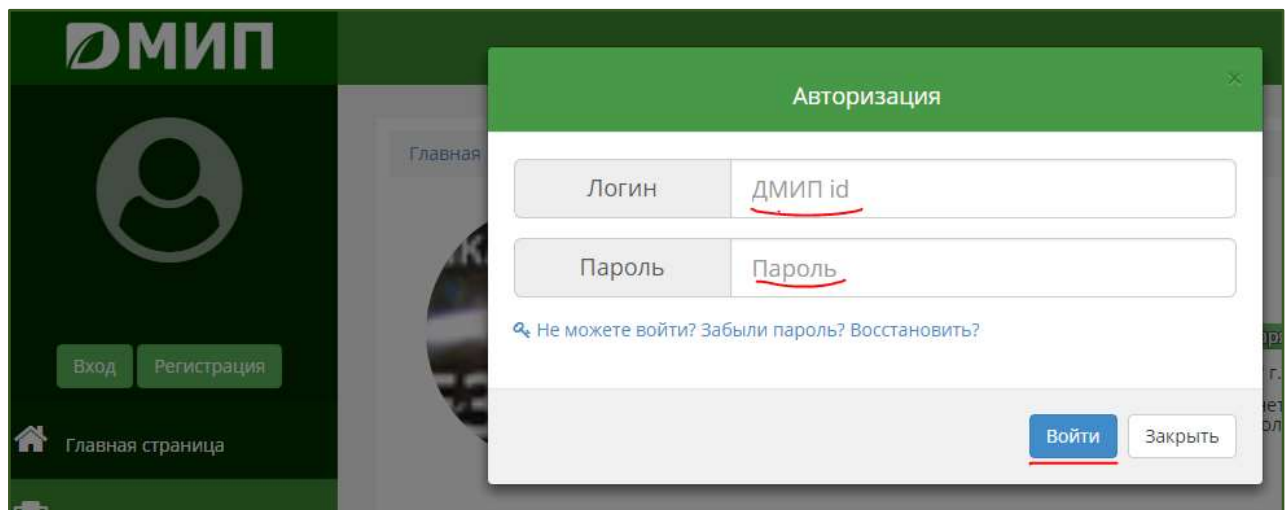 ДМИП
Авторизация
×
Главная
Логин
ДМИП id
Пароль
Пароль
Не можете войти? Забыли пароль? Восстановить?
Вход
Регистрация
г.
Войти
Закрыть
Главная страница